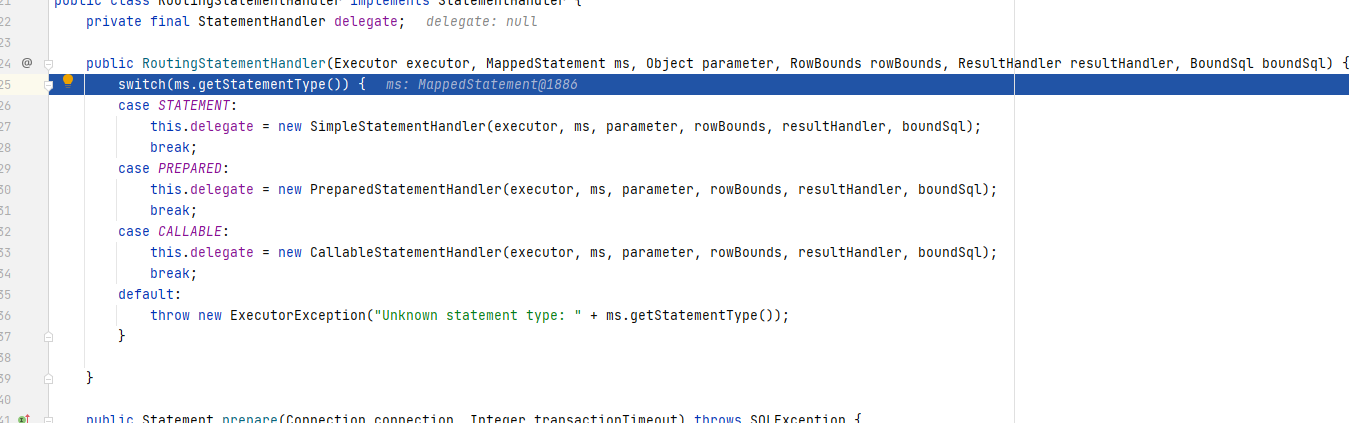 21 public class RoutingStatementHandler implements StatementHandler {
22 private final StatementHandler delegate; delegate: null
23
24 @ public RoutingStatementHandler(Executor executor, MappedStatement ms, Object parameter, RowBounds rowBounds, ResultHandler resultHandler, BoundSql boundSql) {
25 switch(ms.getStatementType()) { ms: MappedStatement@1886
26 case STATEMENT:
27 this.delegate = new SimpleStatementHandler(executor, ms, parameter, rowBounds, resultHandler, boundSql);
28 break;
29 case PREPARED:
30 this.delegate = new PreparedStatementHandler(executor, ms, parameter, rowBounds, resultHandler, boundSql);
31 break;
32 case CALLABLE:
33 this.delegate = new CallableStatementHandler(executor, ms, parameter, rowBounds, resultHandler, boundSql);
34 break;
35 default:
36 throw new ExecutorException("Unknown statement type: " + ms.getStatementType());
37 }
38
39 }
40
41 public Statement prepare(Connection connection, Integer transactionTimeout) throws SQLException {